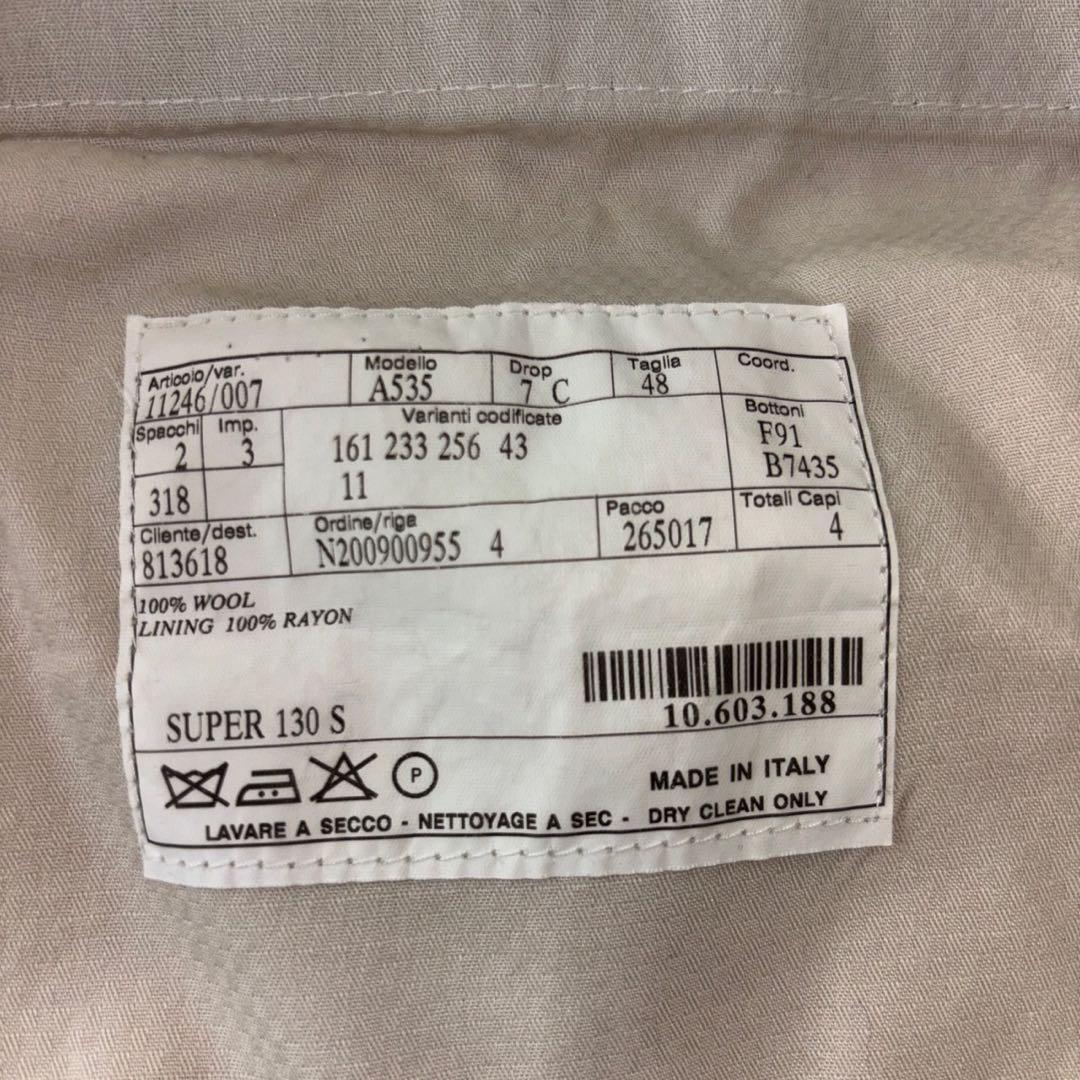 Articolo/var. Modello Drop Taglia Coord.
11246/007 A535 7 C 48
Spacchi Imp. Varianti codificate Bottoni
2 3 161 233 256 43 F91
B7435
318 11
Cliente/dest. Ordine/riga Pacco Totali Capi
813618 N200900955 4 265017 4
100% WOOL
LINING 100% RAYON
SUPER 130 S 10.603.188
P
MADE IN ITALY
LAVARE A SECCO - NETTOYAGE A SEC - DRY CLEAN ONLY